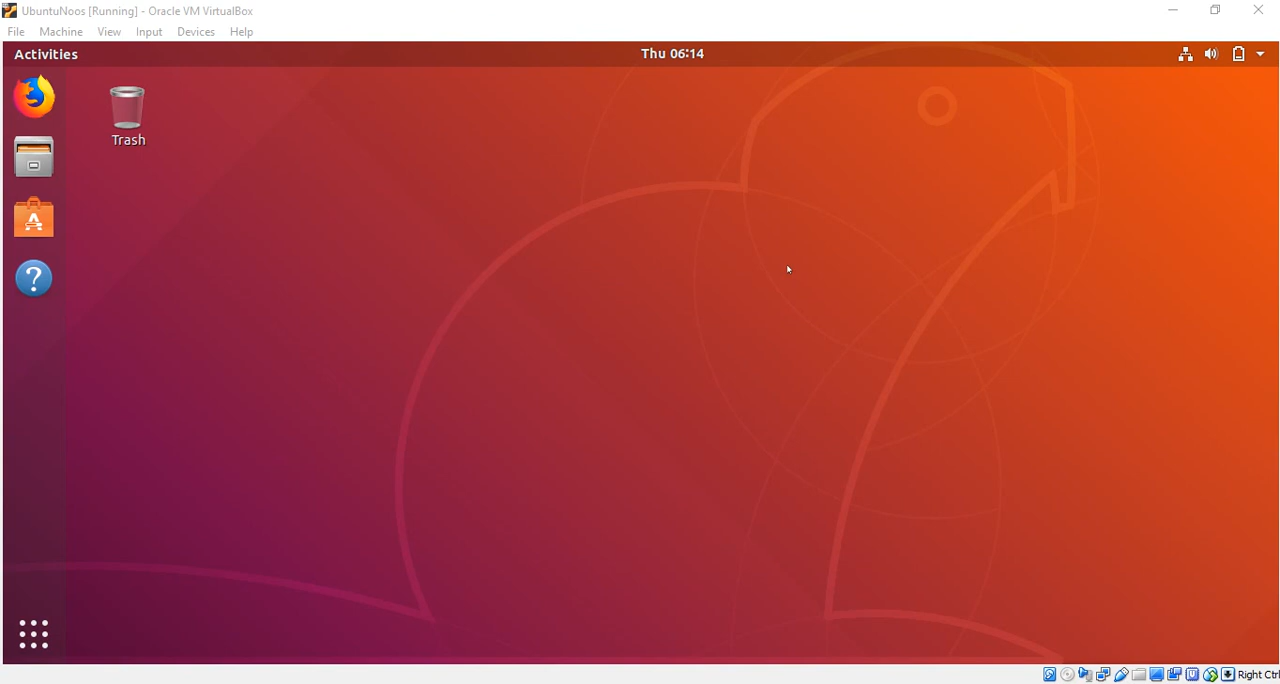 UbuntuNoos [Running] - Oracle VM VirtualBox
File Machine View Input Devices Help
Activities
Thu 06:14
Trash
Right Ctrl